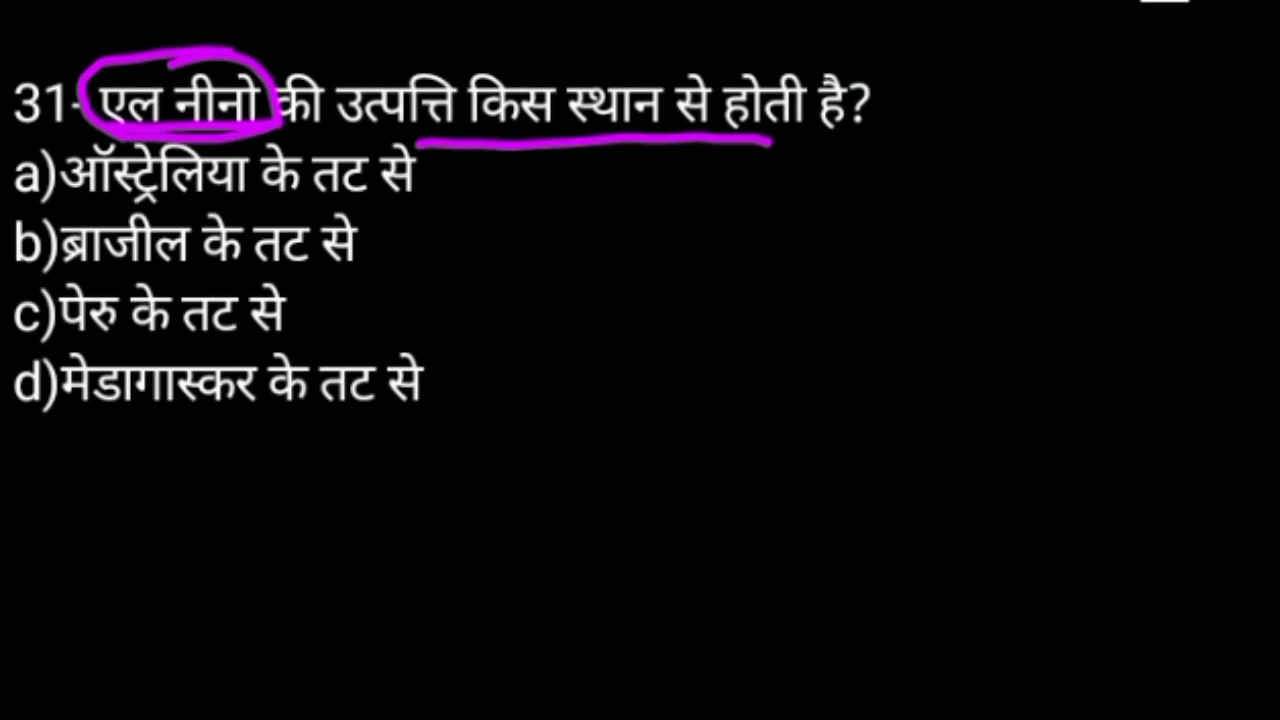 31- एल नीनो की उत्पत्ति किस स्थान से होती है?
a)ऑस्ट्रेलिया के तट से
b)ब्राजील के तट से
c)पेरु के तट से
d)मेडागास्कर के तट से